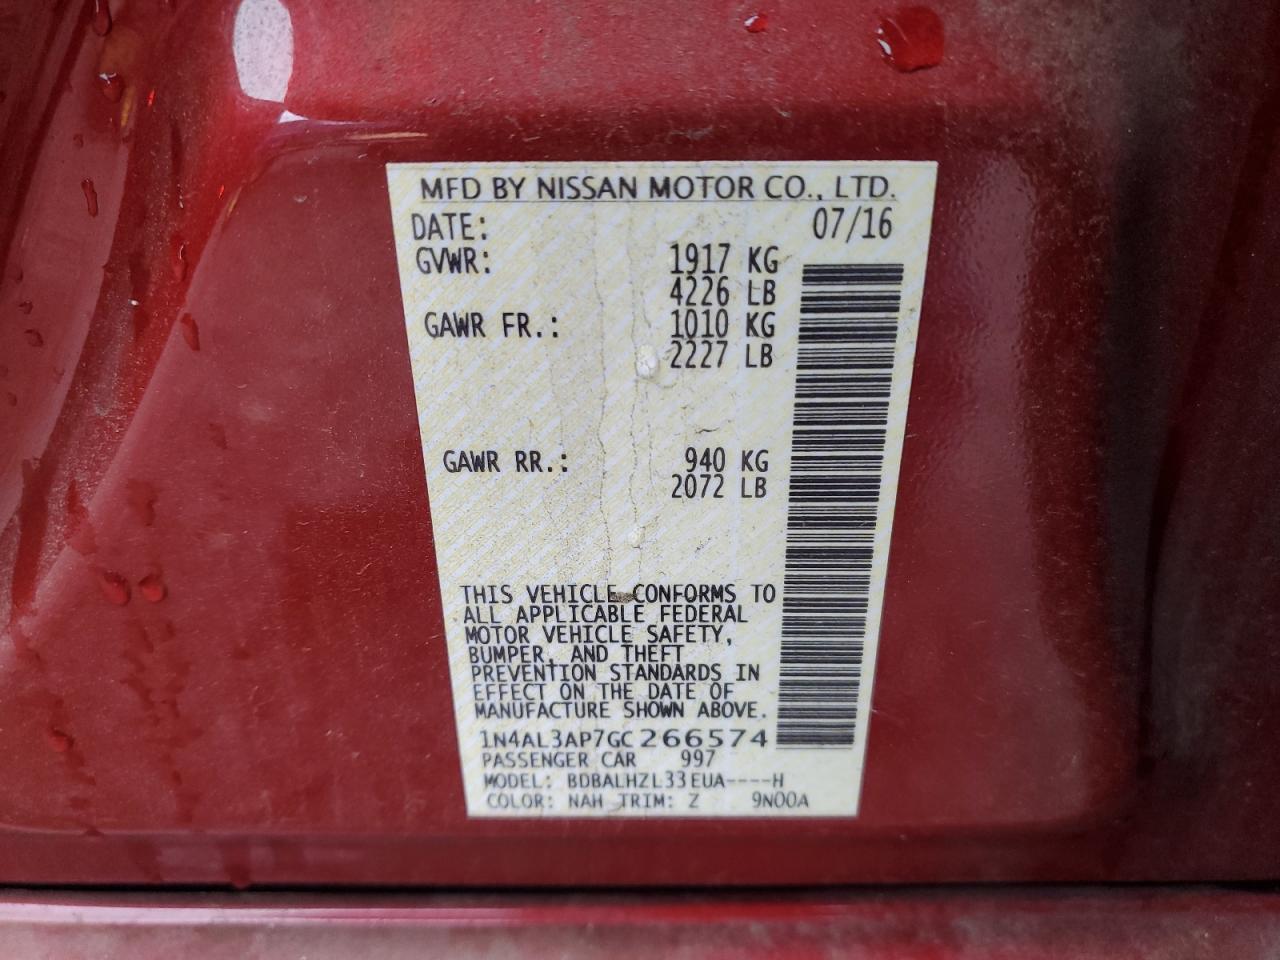 MFD BY NISSAN MOTOR CO., LTD.
DATE: 07/16
GVWR: 1917 KG
4226 LB
GAWR FR.: 1010 KG
2227 LB
GAWR RR.: 940 KG
2072 LB
THIS VEHICLE CONFORMS TO
ALL APPLICABLE FEDERAL
MOTOR VEHICLE SAFETY,
BUMPER, AND THEFT
PREVENTION STANDARDS IN
EFFECT ON THE DATE OF
MANUFACTURE SHOWN ABOVE.
1N4AL3AP7GC266574
PASSENGER CAR 997
MODEL: BDBALHZL33EUA----H
COLOR: NAH TRIM: Z 9N00A